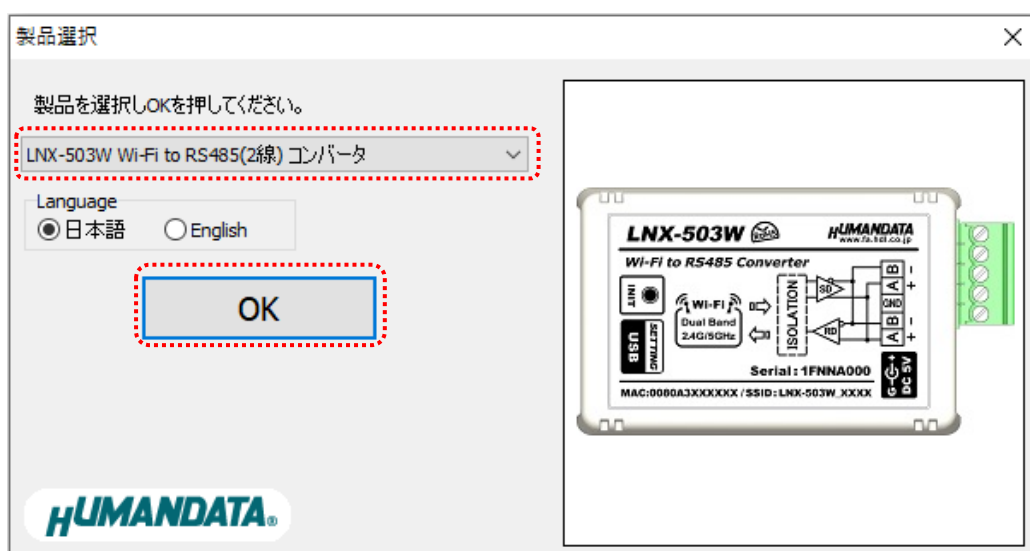 製品選択
製品を選択しOKを押してください。
LNX-503W Wi-Fi to RS485(2線) コンバータ
Language
日本語 English
OK
HUMANDATA®
LNX-503W RoHS HUMANDATA
www.fa.hdl.co.jp
Wi-Fi to RS485 Converter
INIT
Wi-Fi
Dual Band
2.4G/5GHz
SETTING
USB
ISOLATION
SD
RD
B -
A +
GND
B -
A +
Serial : 1FNNA000
G + DC 5V
MAC:0080A3XXXXXX / SSID : LNX-503W_XXXX